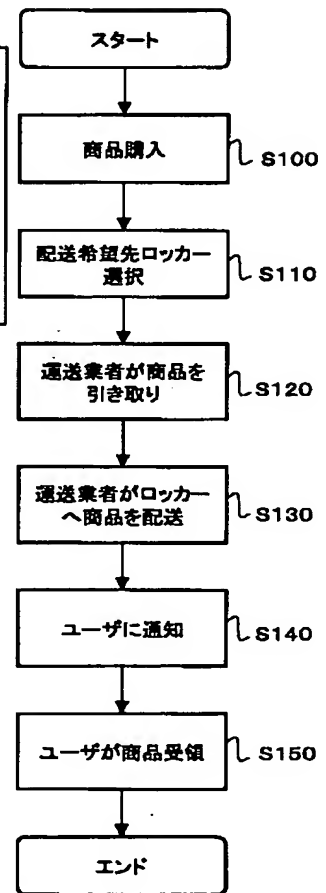 スタート
商品購入
S100
配送希望先ロッカー
選択
S110
運送業者が商品を
引き取り
S120
運送業者がロッカー
へ商品を配送
S130
ユーザに通知
S140
ユーザが商品受領
S150
エンド